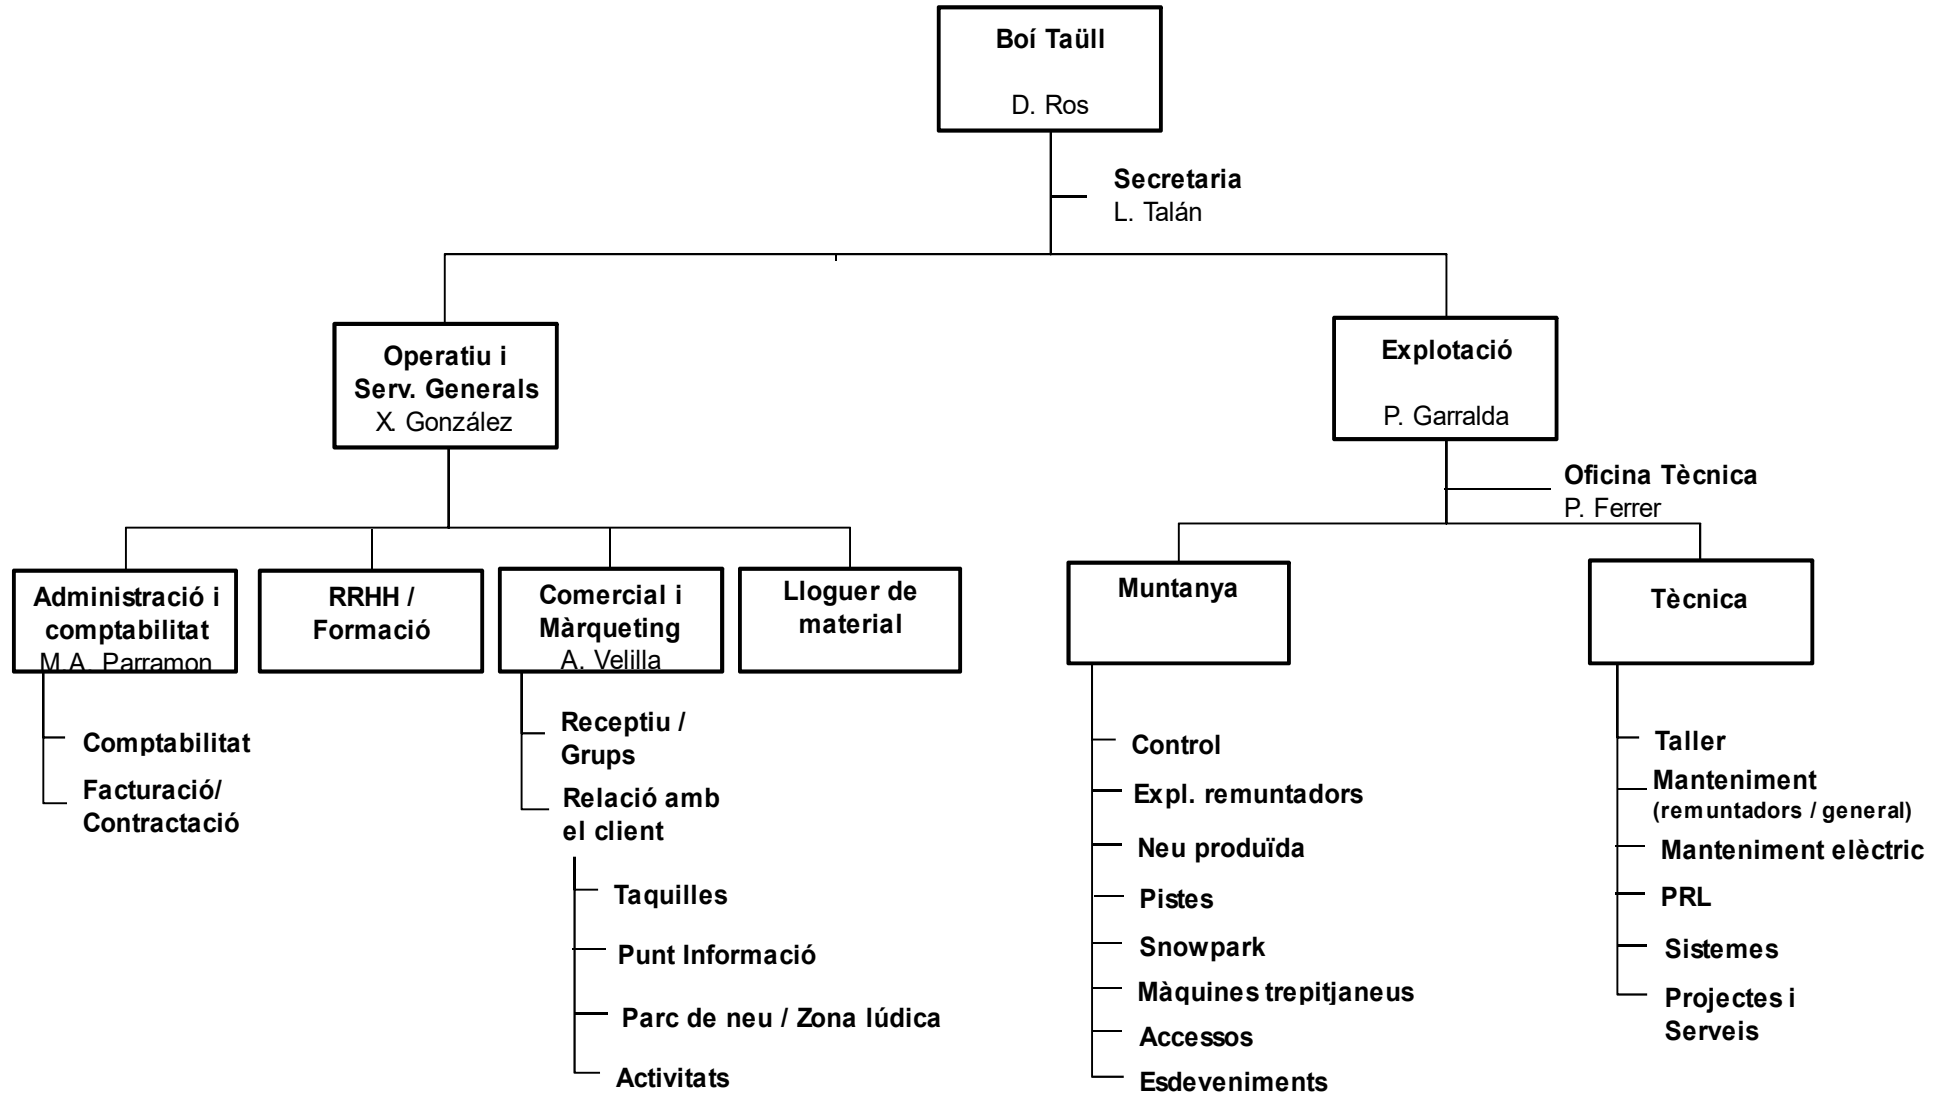 Boí Taüll
D. Ros
Secretaria
L. Talán
Operatiu i
Serv. Generals
X. González
Explotació
P. Garralda
Oficina Tècnica
P. Ferrer
Administració i
comptabilitat
M.A. Parramon
RRHH /
Formació
Comercial i
Màrqueting
A. Velilla
Lloguer de
material
Muntanya
Tècnica
Comptabilitat
Facturació/
Contractació
Receptiu /
Grups
Relació amb
el client
Taquilles
Punt Informació
Parc de neu / Zona lúdica
Activitats
Control
Expl. remuntadors
Neu produïda
Pistes
Snowpark
Màquines trepitjaneus
Accessos
Esdeveniments
Taller
Manteniment
(remuntadors / general)
Manteniment elèctric
PRL
Sistemes
Projectes i
Serveis